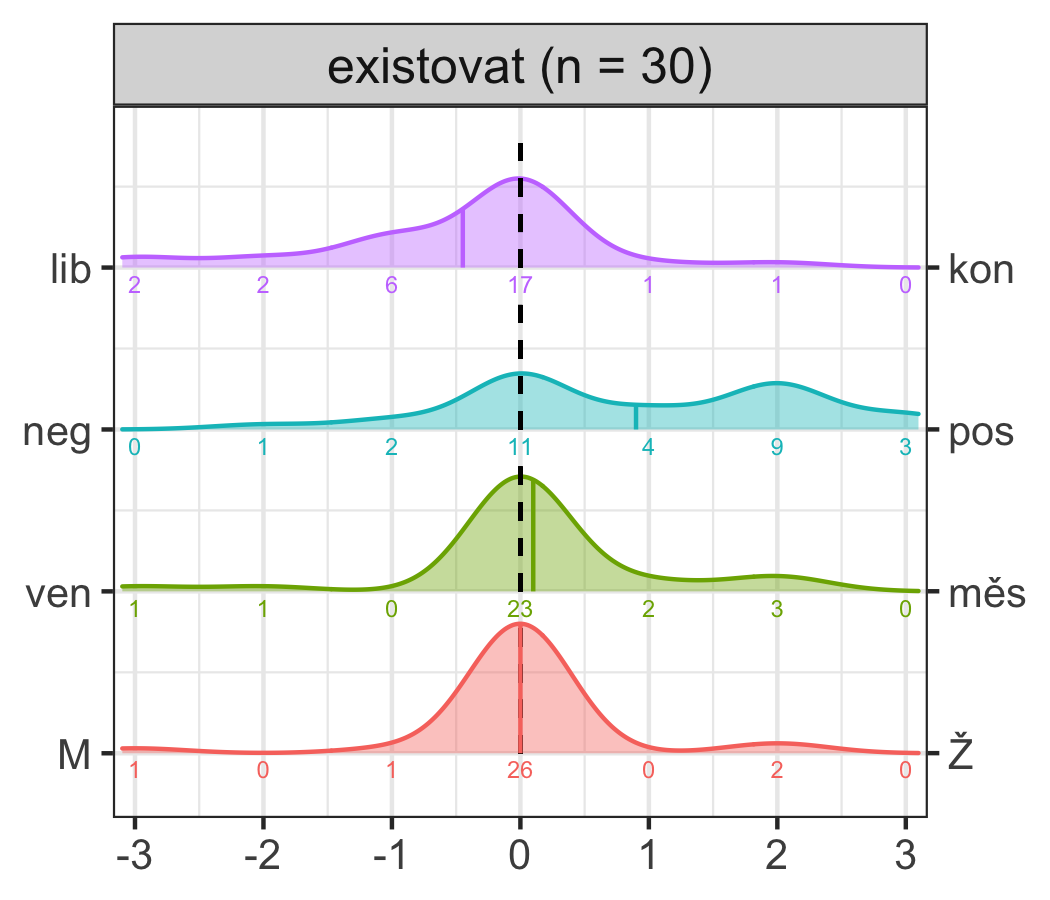 existovat (n = 30)
lib kon
2 2 6 17 1 1 0
neg pos
0 1 2 11 4 9 3
ven měs
1 1 0 23 2 3 0
M Ž
1 0 1 26 0 2 0
-3 -2 -1 0 1 2 3